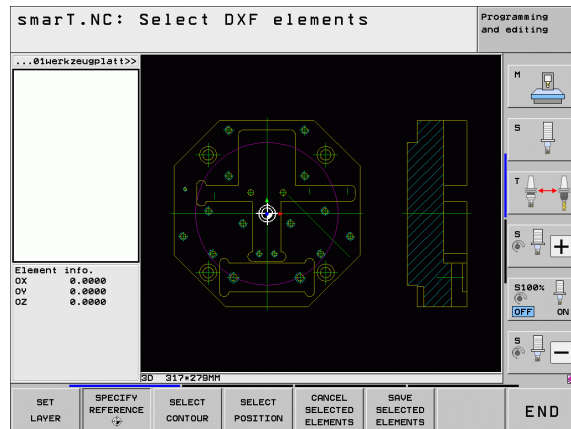 smarT.NC: Select DXF elements
Programming
and editing
...01werkzeugplatt>>
M
S
T
S
S100%
OFF ON
S
Element info.
OX 0.0000
OY 0.0000
OZ 0.0000
3D 317*279MM
SET
LAYER
SPECIFY
REFERENCE
SELECT
CONTOUR
SELECT
POSITION
CANCEL
SELECTED
ELEMENTS
SAVE
SELECTED
ELEMENTS
END